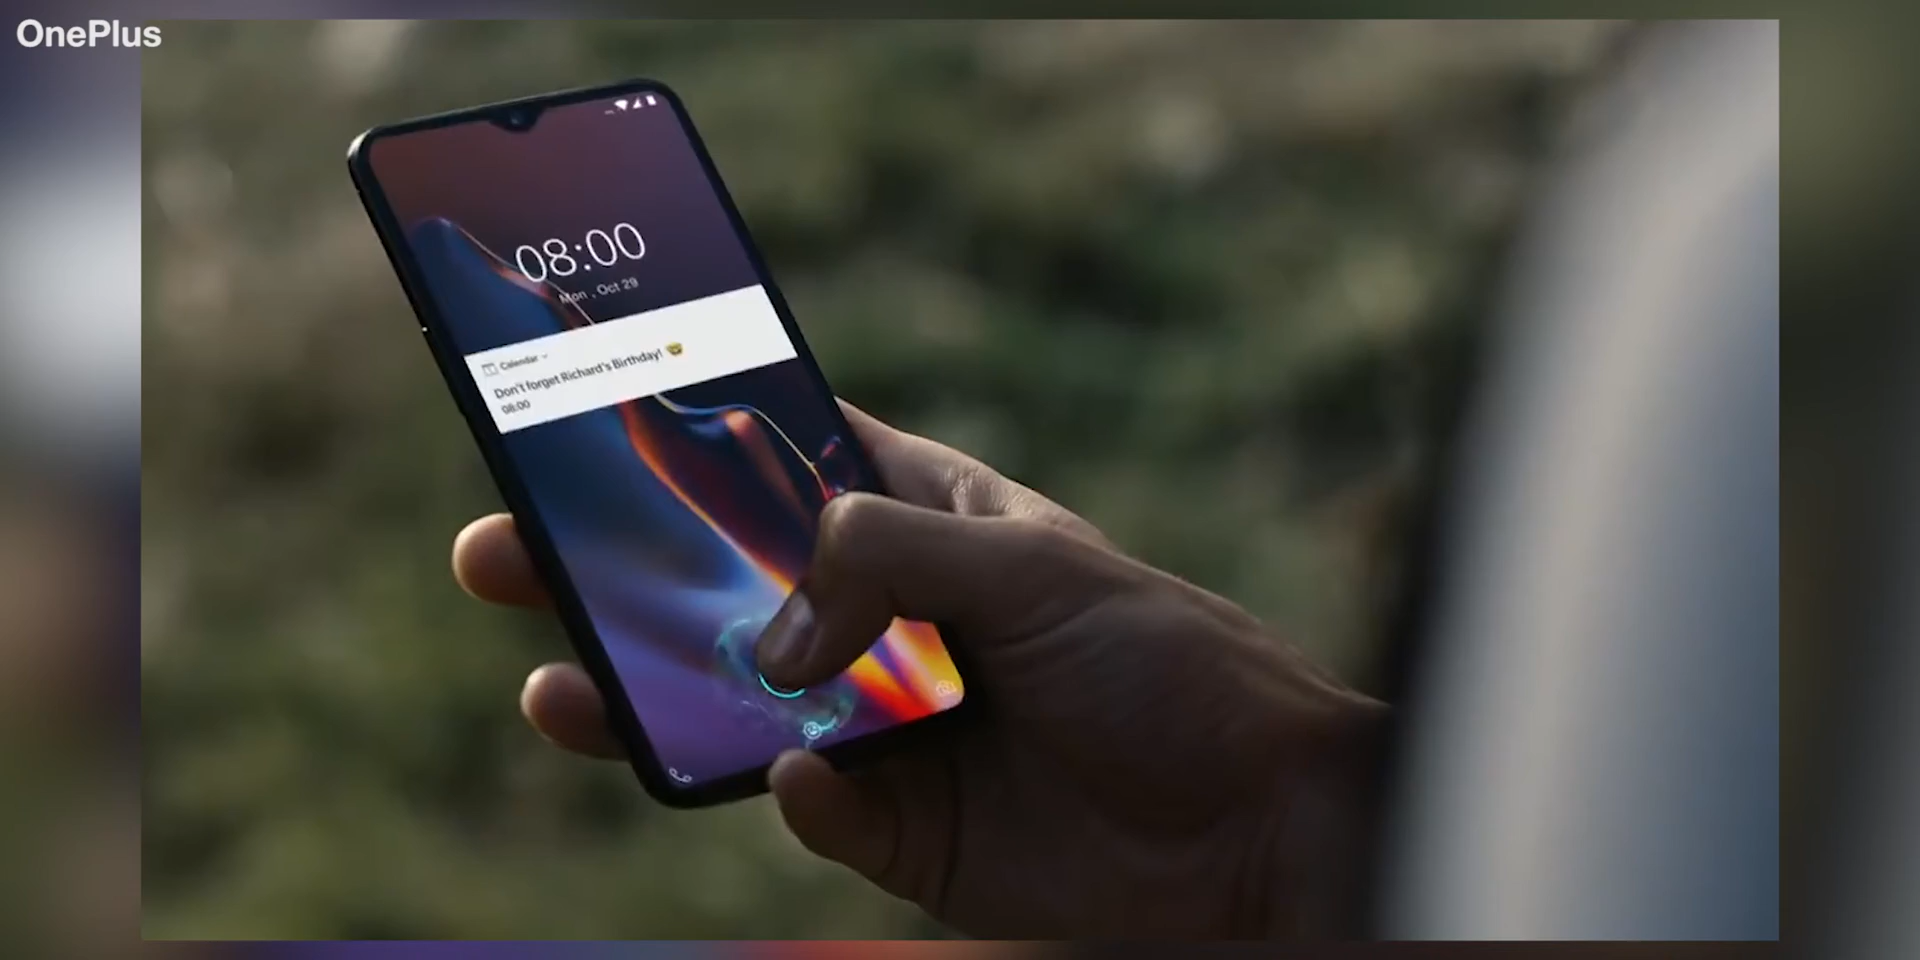 OnePlus
08:00
Mon , Oct 29
Calendar
Don't forget Richard's Birthday!
08:00